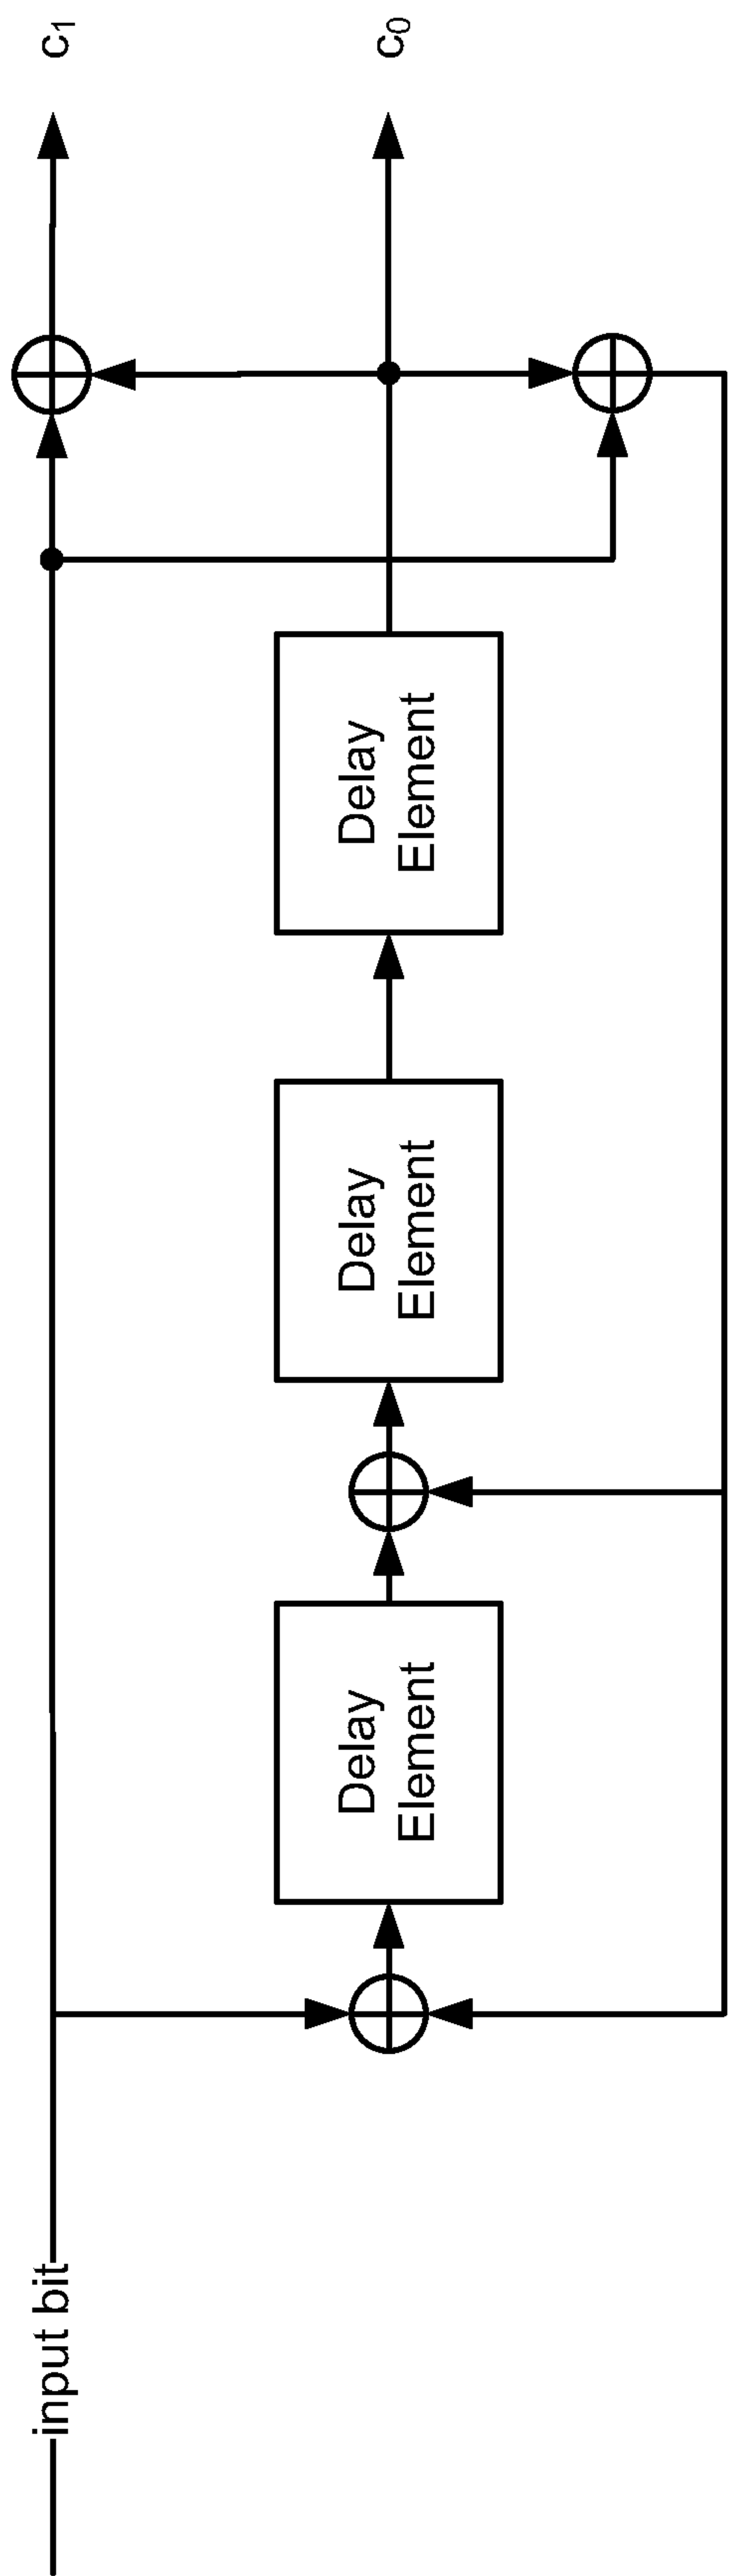 input bit
Delay
Element
Delay
Element
Delay
Element
c1
c0